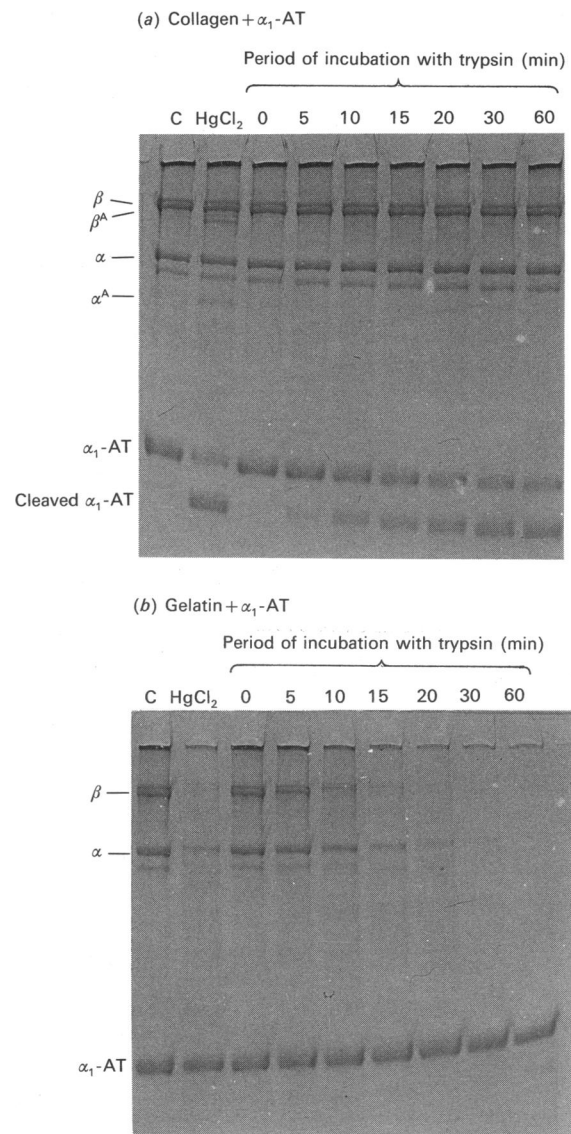 (a) Collagen + α₁-AT
Period of incubation with trypsin (min)
C HgCl₂ 0 5 10 15 20 30 60
β
βᴬ
α
αᴬ
α₁-AT
Cleaved α₁-AT
(b) Gelatin + α₁-AT
Period of incubation with trypsin (min)
C HgCl₂ 0 5 10 15 20 30 60
β
α
α₁-AT